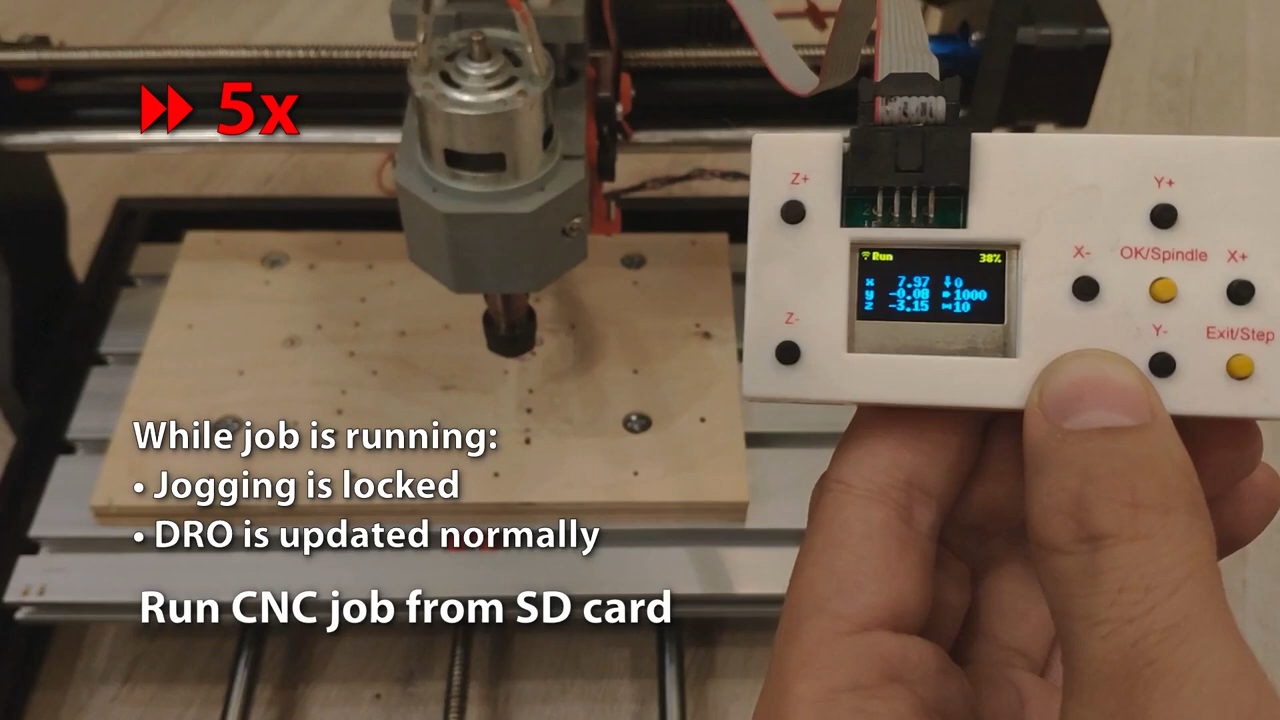 5x
Z+
Y+
X-
OK/Spindle
X+
Run
38%
x 7.97 0
y -0.08 1000
z -3.15 10
Z-
Y-
Exit/Step
While job is running:
• Jogging is locked
• DRO is updated normally
Run CNC job from SD card